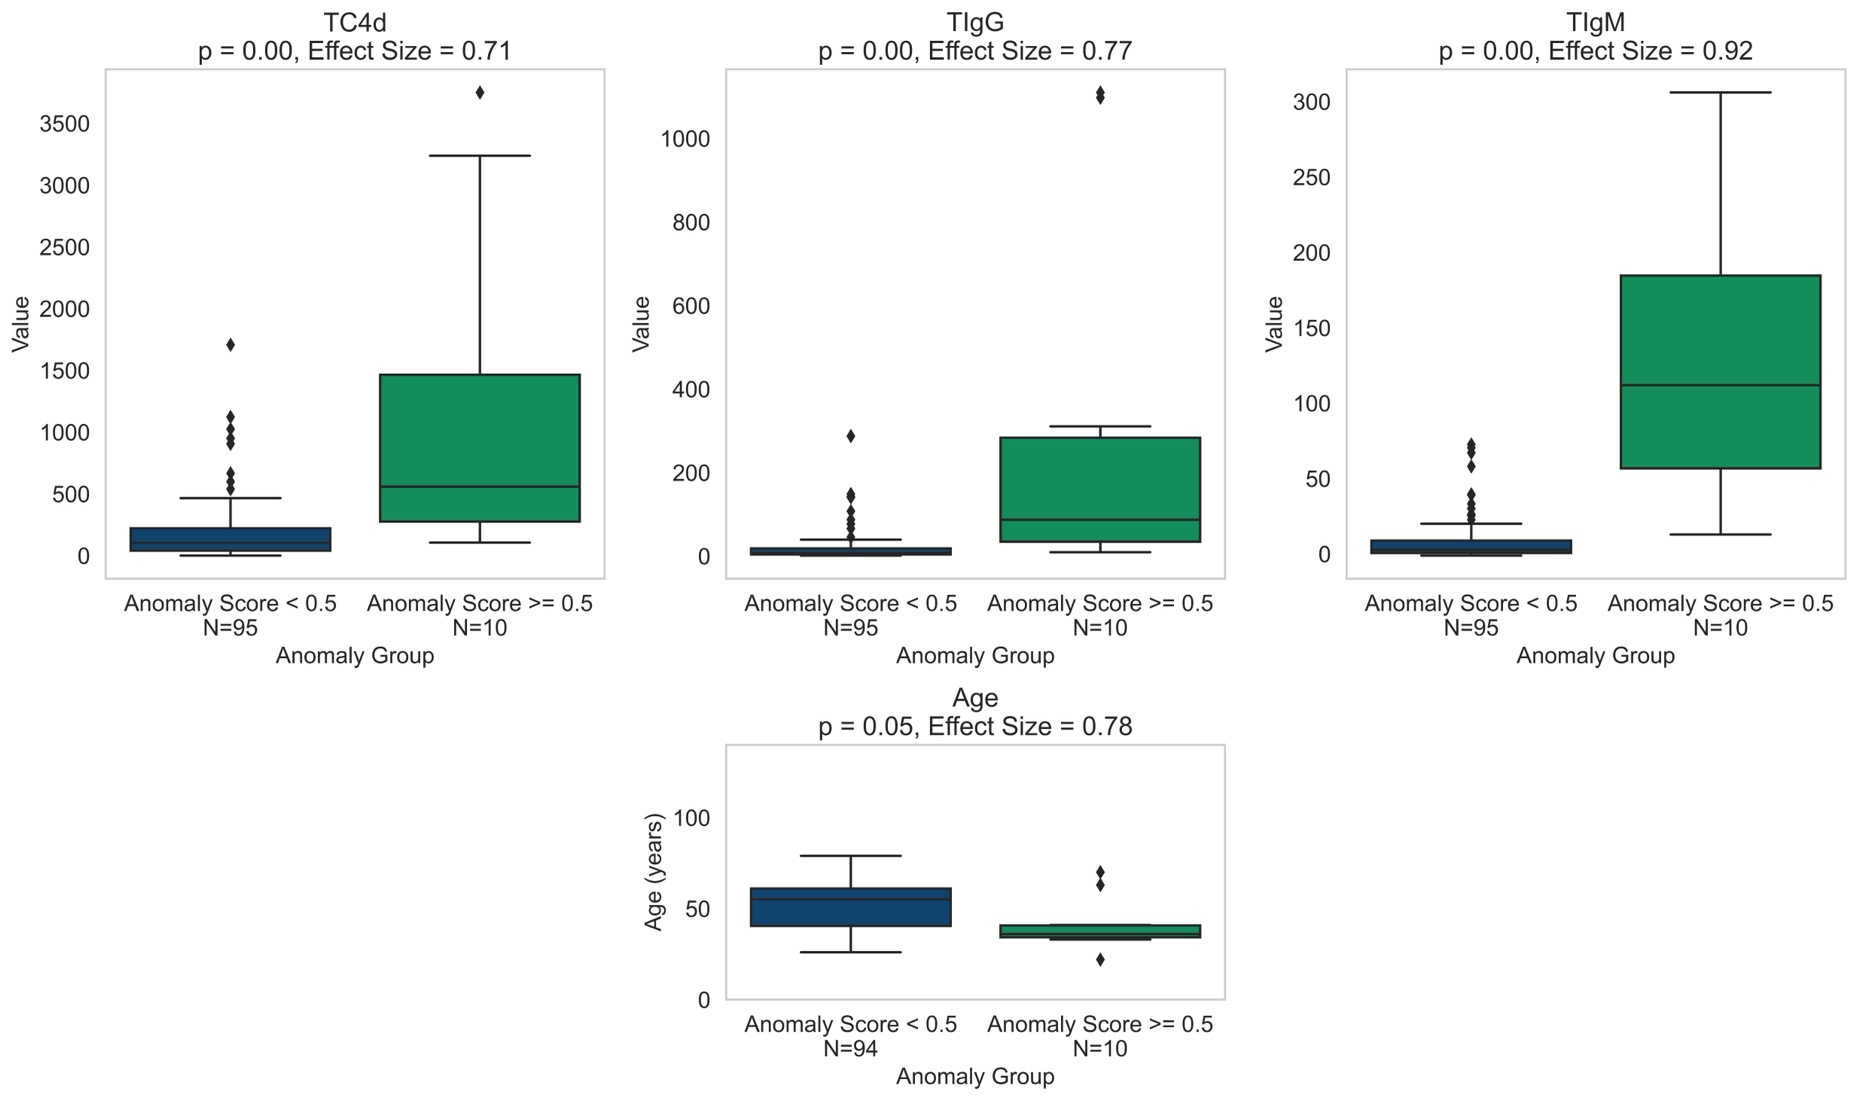 TC4d
p = 0.00, Effect Size = 0.71
Value
3500
3000
2500
2000
1500
1000
500
0
Anomaly Score < 0.5
N=95
Anomaly Score >= 0.5
N=10
Anomaly Group
TIgG
p = 0.00, Effect Size = 0.77
Value
1000
800
600
400
200
0
Anomaly Score < 0.5
N=95
Anomaly Score >= 0.5
N=10
Anomaly Group
TIgM
p = 0.00, Effect Size = 0.92
Value
300
250
200
150
100
50
0
Anomaly Score < 0.5
N=95
Anomaly Score >= 0.5
N=10
Anomaly Group
Age
p = 0.05, Effect Size = 0.78
Age (years)
100
50
0
Anomaly Score < 0.5
N=94
Anomaly Score >= 0.5
N=10
Anomaly Group